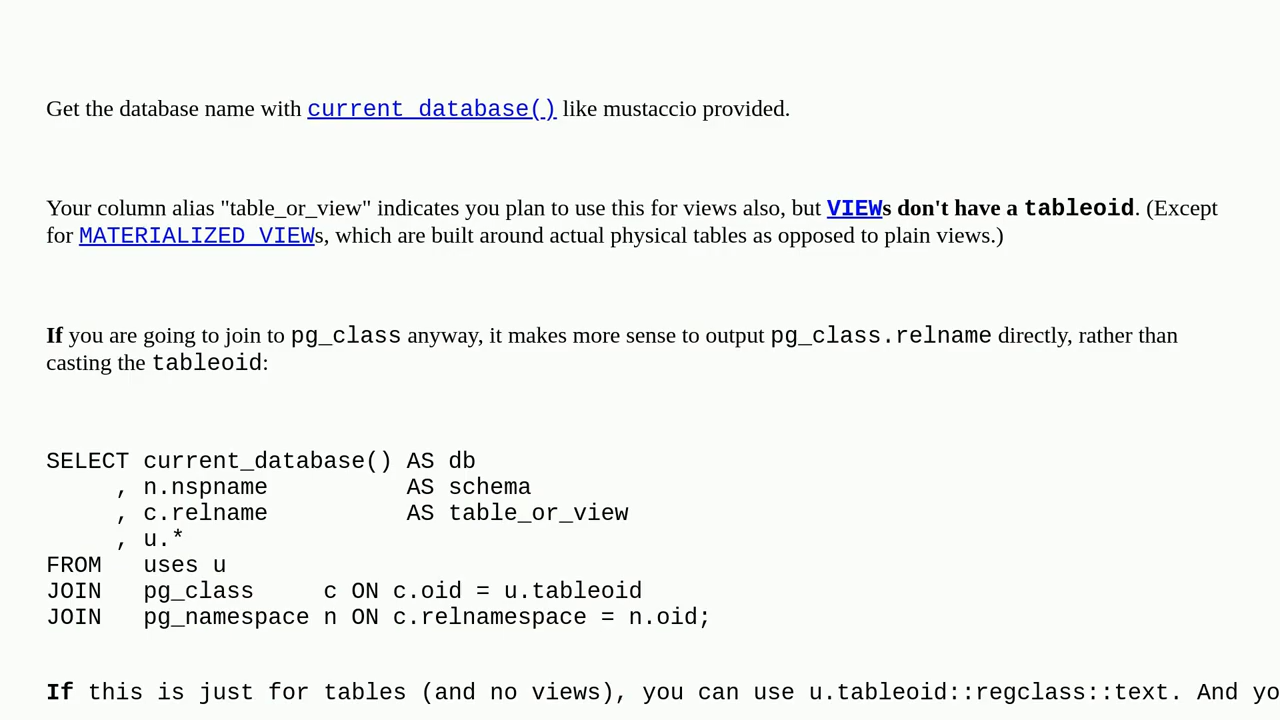 Get the database name with current_database() like mustaccio provided.
Your column alias "table_or_view" indicates you plan to use this for views also, but VIEWs don't have a tableoid. (Except
for MATERIALIZED VIEWs, which are built around actual physical tables as opposed to plain views.)
If you are going to join to pg_class anyway, it makes more sense to output pg_class.relname directly, rather than
casting the tableoid:
SELECT current_database() AS db
     , n.nspname          AS schema
     , c.relname          AS table_or_view
     , u.*
FROM   uses u
JOIN   pg_class     c ON c.oid = u.tableoid
JOIN   pg_namespace n ON c.relnamespace = n.oid;
If this is just for tables (and no views), you can use u.tableoid::regclass::text. And yo